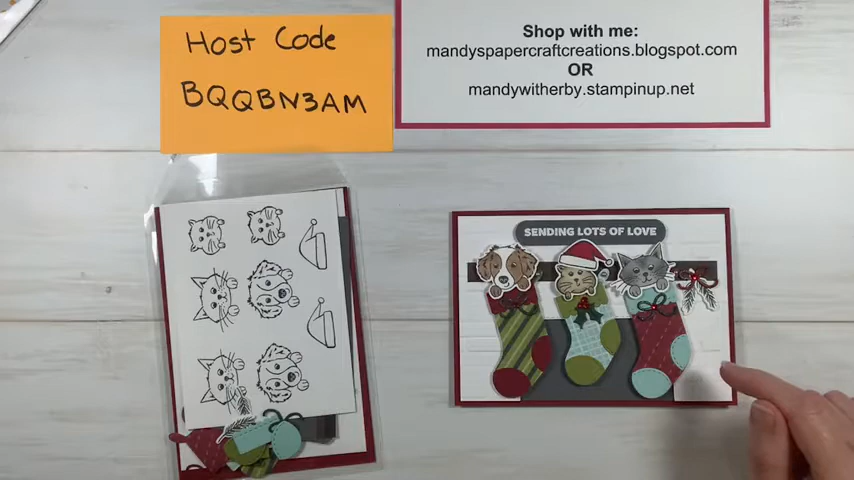 Host Code
BQQBN3AM
Shop with me:
mandyspapercraftcreations.blogspot.com
OR
mandywitherby.stampinup.net
SENDING LOTS OF LOVE